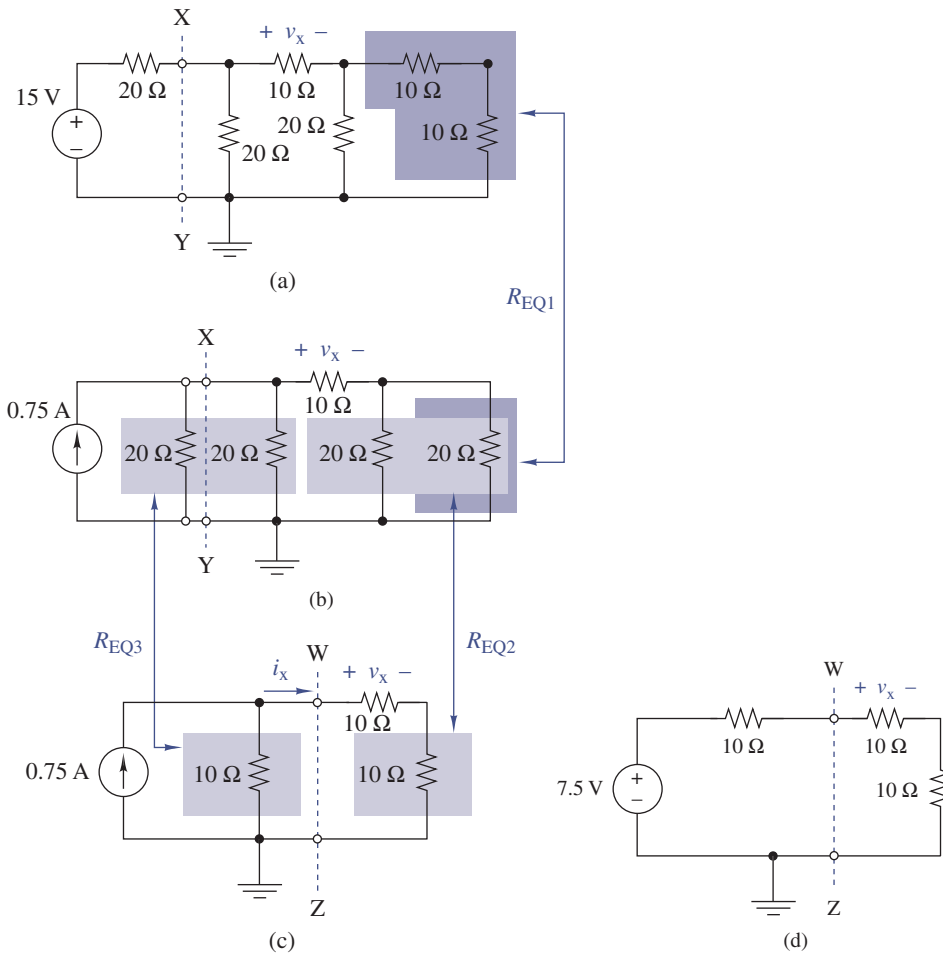 X
+ vx −
20 Ω
10 Ω
10 Ω
15 V
+
−
20 Ω
20 Ω
10 Ω
Y
(a)
REQ1
X
+ vx −
10 Ω
0.75 A
20 Ω
20 Ω
20 Ω
20 Ω
Y
(b)
REQ3
REQ2
W
ix
+ vx −
10 Ω
0.75 A
10 Ω
10 Ω
Z
(c)
W
+ vx −
10 Ω
10 Ω
7.5 V
+
−
10 Ω
Z
(d)